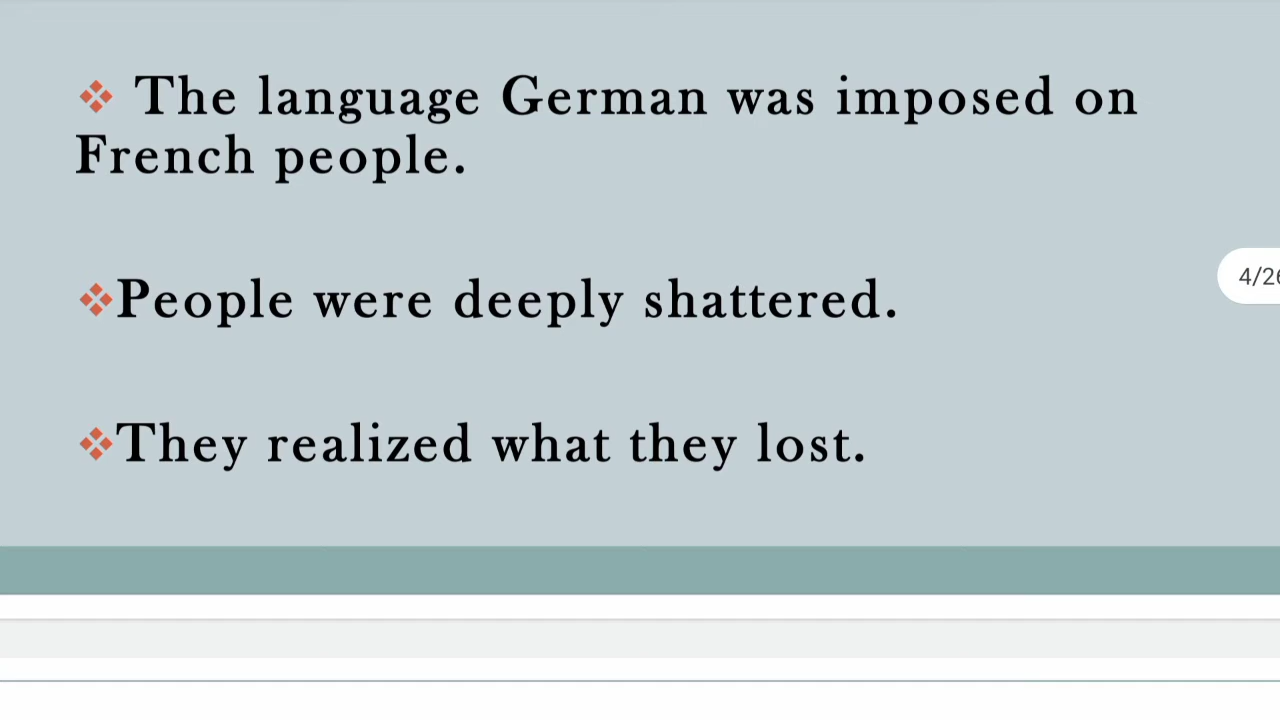 ❖ The language German was imposed on
French people.
❖People were deeply shattered.
❖They realized what they lost.